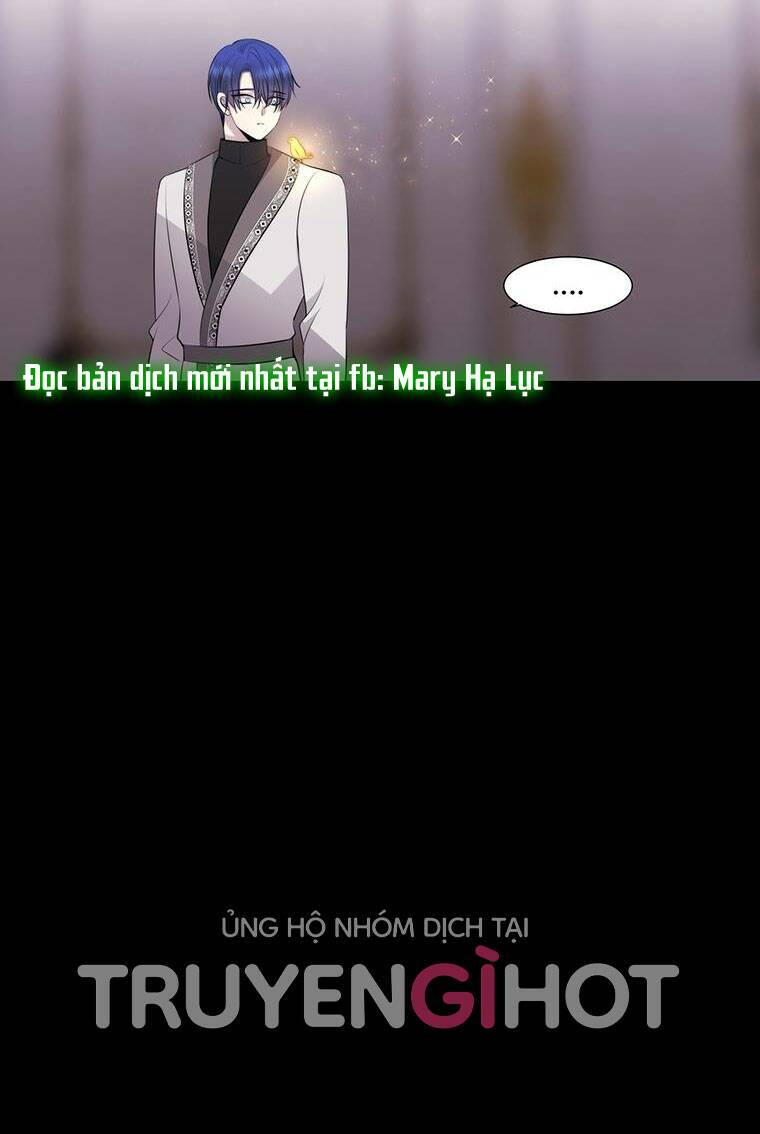 ....
Đọc bản dịch mới nhất tại fb: Mary Hạ Lục
ỦNG HỘ NHÓM DỊCH TẠI
TRUYENGÌHOT